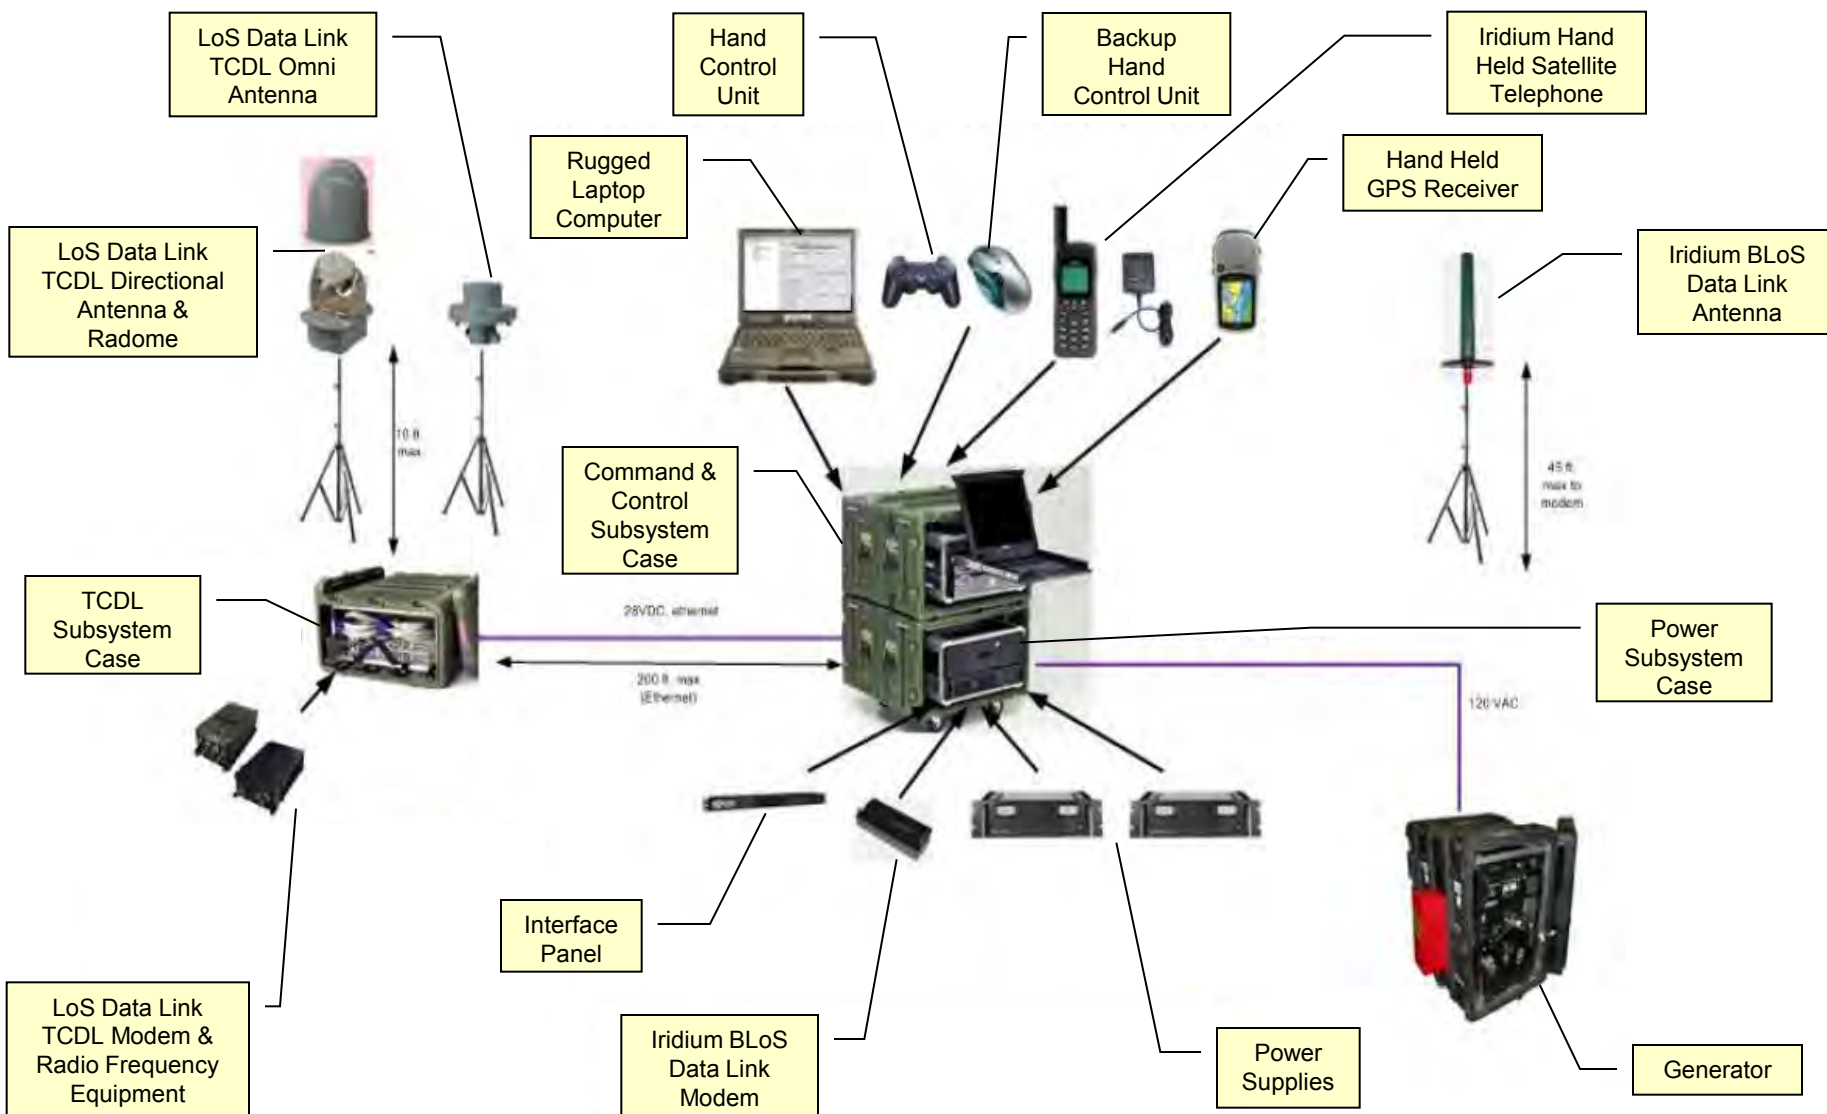 LoS Data Link
TCDL Omni
Antenna
Hand
Control
Unit
Backup
Hand
Control Unit
Iridium Hand
Held Satellite
Telephone
Rugged
Laptop
Computer
Hand Held
GPS Receiver
LoS Data Link
TCDL Directional
Antenna &
Radome
Iridium BLoS
Data Link
Antenna
10 ft.
max
Command &
Control
Subsystem
Case
45 ft.
max to
modem
TCDL
Subsystem
Case
28VDC, ethernet
Power
Subsystem
Case
200 ft. max
(Ethernet)
120 VAC
Interface
Panel
LoS Data Link
TCDL Modem &
Radio Frequency
Equipment
Iridium BLoS
Data Link
Modem
Power
Supplies
Generator